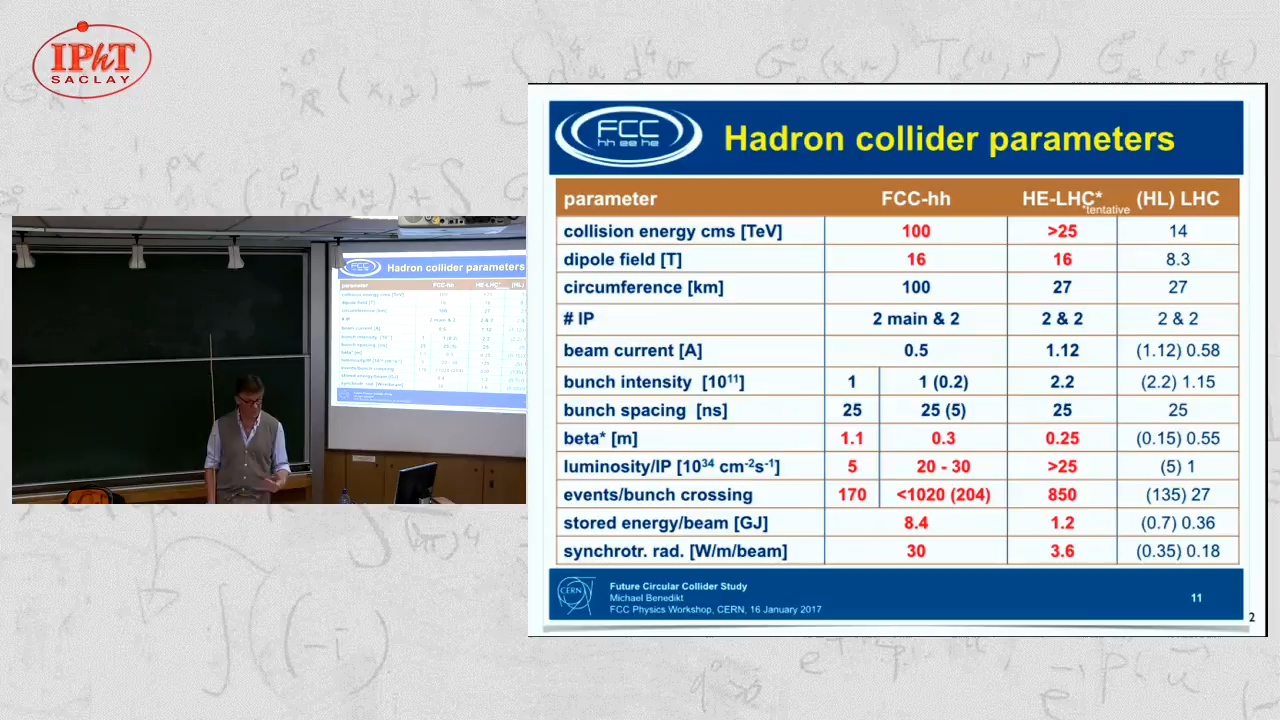 IPhT
SACLAY
FCC
hh ee he
Hadron collider parameters
parameter FCC-hh HE-LHC* (HL) LHC
*tentative
collision energy cms [TeV] 100 >25 14
dipole field [T] 16 16 8.3
circumference [km] 100 27 27
# IP 2 main & 2 2 & 2 2 & 2
beam current [A] 0.5 1.12 (1.12) 0.58
bunch intensity [10¹¹] 1 1 (0.2) 2.2 (2.2) 1.15
bunch spacing [ns] 25 25 (5) 25 25
beta* [m] 1.1 0.3 0.25 (0.15) 0.55
luminosity/IP [10³⁴ cm⁻²s⁻¹] 5 20 - 30 >25 (5) 1
events/bunch crossing 170 <1020 (204) 850 (135) 27
stored energy/beam [GJ] 8.4 1.2 (0.7) 0.36
synchrotr. rad. [W/m/beam] 30 3.6 (0.35) 0.18
CERN
Future Circular Collider Study
Michael Benedikt
FCC Physics Workshop, CERN, 16 January 2017
11
2